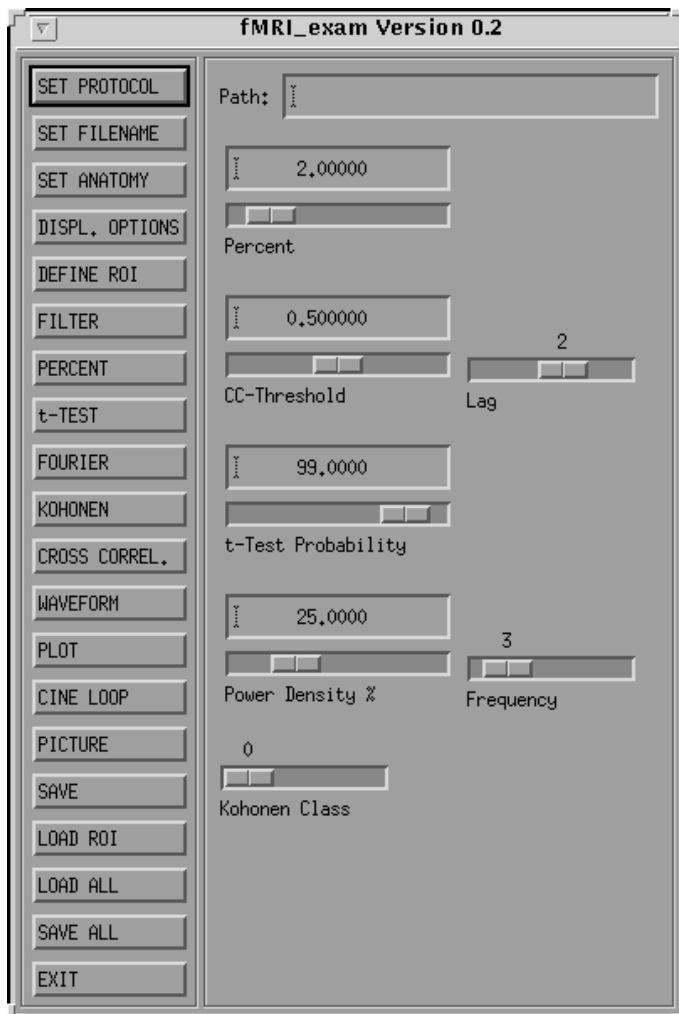 fMRI_exam Version 0.2
SET PROTOCOL
SET FILENAME
SET ANATOMY
DISPL. OPTIONS
DEFINE ROI
FILTER
PERCENT
t-TEST
FOURIER
KOHONEN
CROSS CORREL.
WAVEFORM
PLOT
CINE LOOP
PICTURE
SAVE
LOAD ROI
LOAD ALL
SAVE ALL
EXIT
Path:
2.00000
Percent
0.500000
CC-Threshold
2
Lag
99.0000
t-Test Probability
25.0000
Power Density %
3
Frequency
0
Kohonen Class